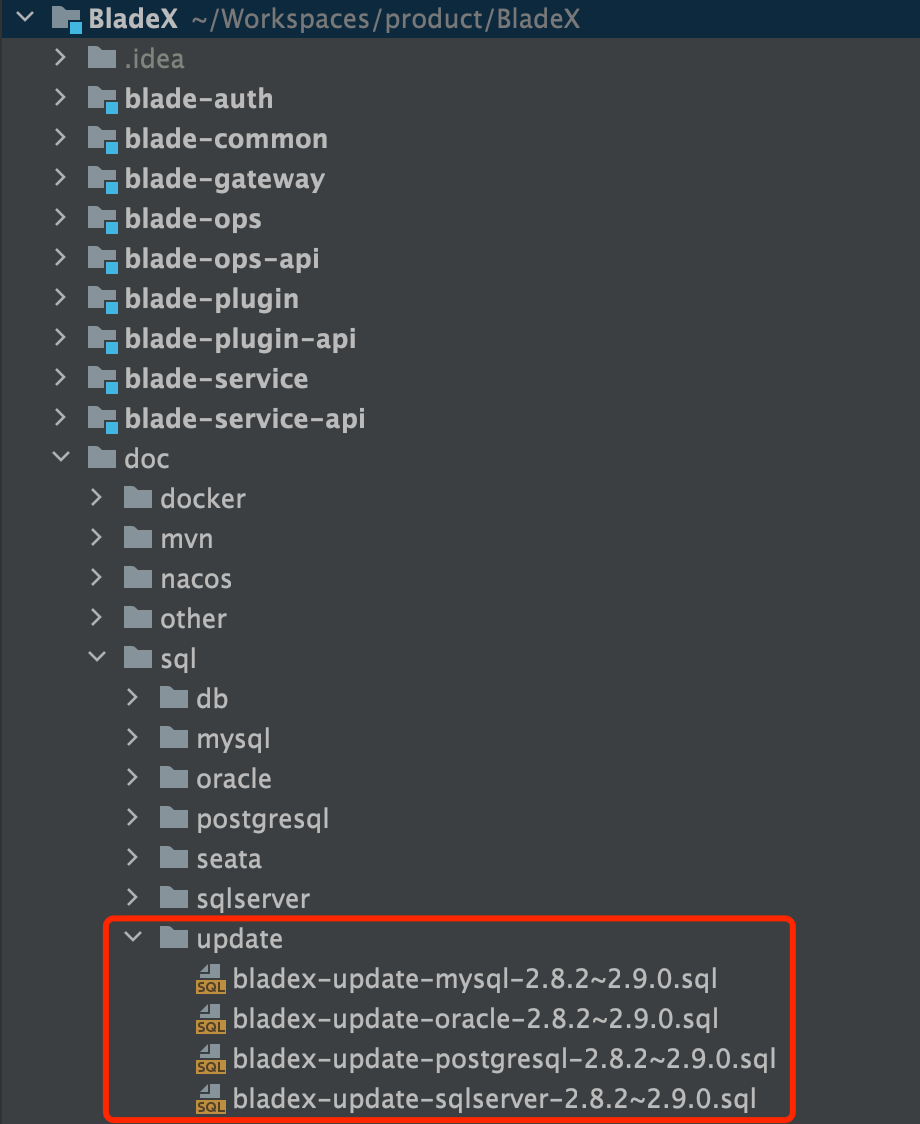 BladeX ~/Workspaces/product/BladeX
.idea
blade-auth
blade-common
blade-gateway
blade-ops
blade-ops-api
blade-plugin
blade-plugin-api
blade-service
blade-service-api
doc
docker
mvn
nacos
other
sql
db
mysql
oracle
postgresql
seata
sqlserver
update
SQL bladex-update-mysql-2.8.2~2.9.0.sql
SQL bladex-update-oracle-2.8.2~2.9.0.sql
SQL bladex-update-postgresql-2.8.2~2.9.0.sql
SQL bladex-update-sqlserver-2.8.2~2.9.0.sql